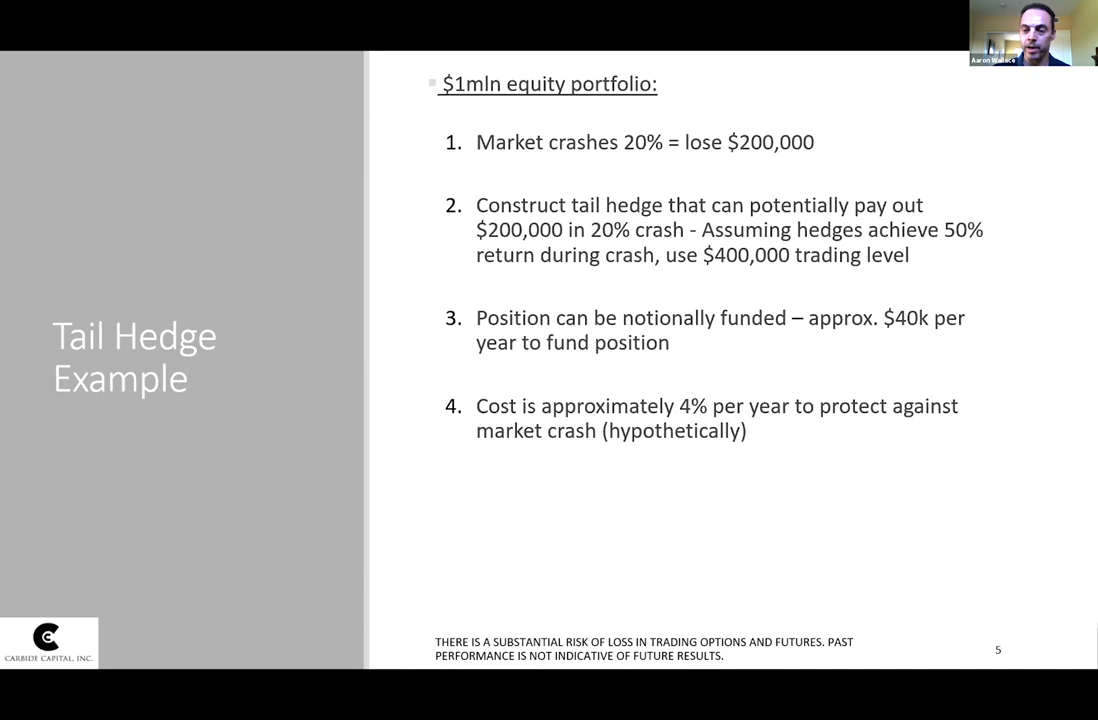 Aaron Wallace
$1mln equity portfolio:
1. Market crashes 20% = lose $200,000
2. Construct tail hedge that can potentially pay out
$200,000 in 20% crash - Assuming hedges achieve 50%
return during crash, use $400,000 trading level
3. Position can be notionally funded – approx. $40k per
year to fund position
4. Cost is approximately 4% per year to protect against
market crash (hypothetically)
Tail Hedge
Example
CARBIDE CAPITAL, INC.
THERE IS A SUBSTANTIAL RISK OF LOSS IN TRADING OPTIONS AND FUTURES. PAST
PERFORMANCE IS NOT INDICATIVE OF FUTURE RESULTS.
5